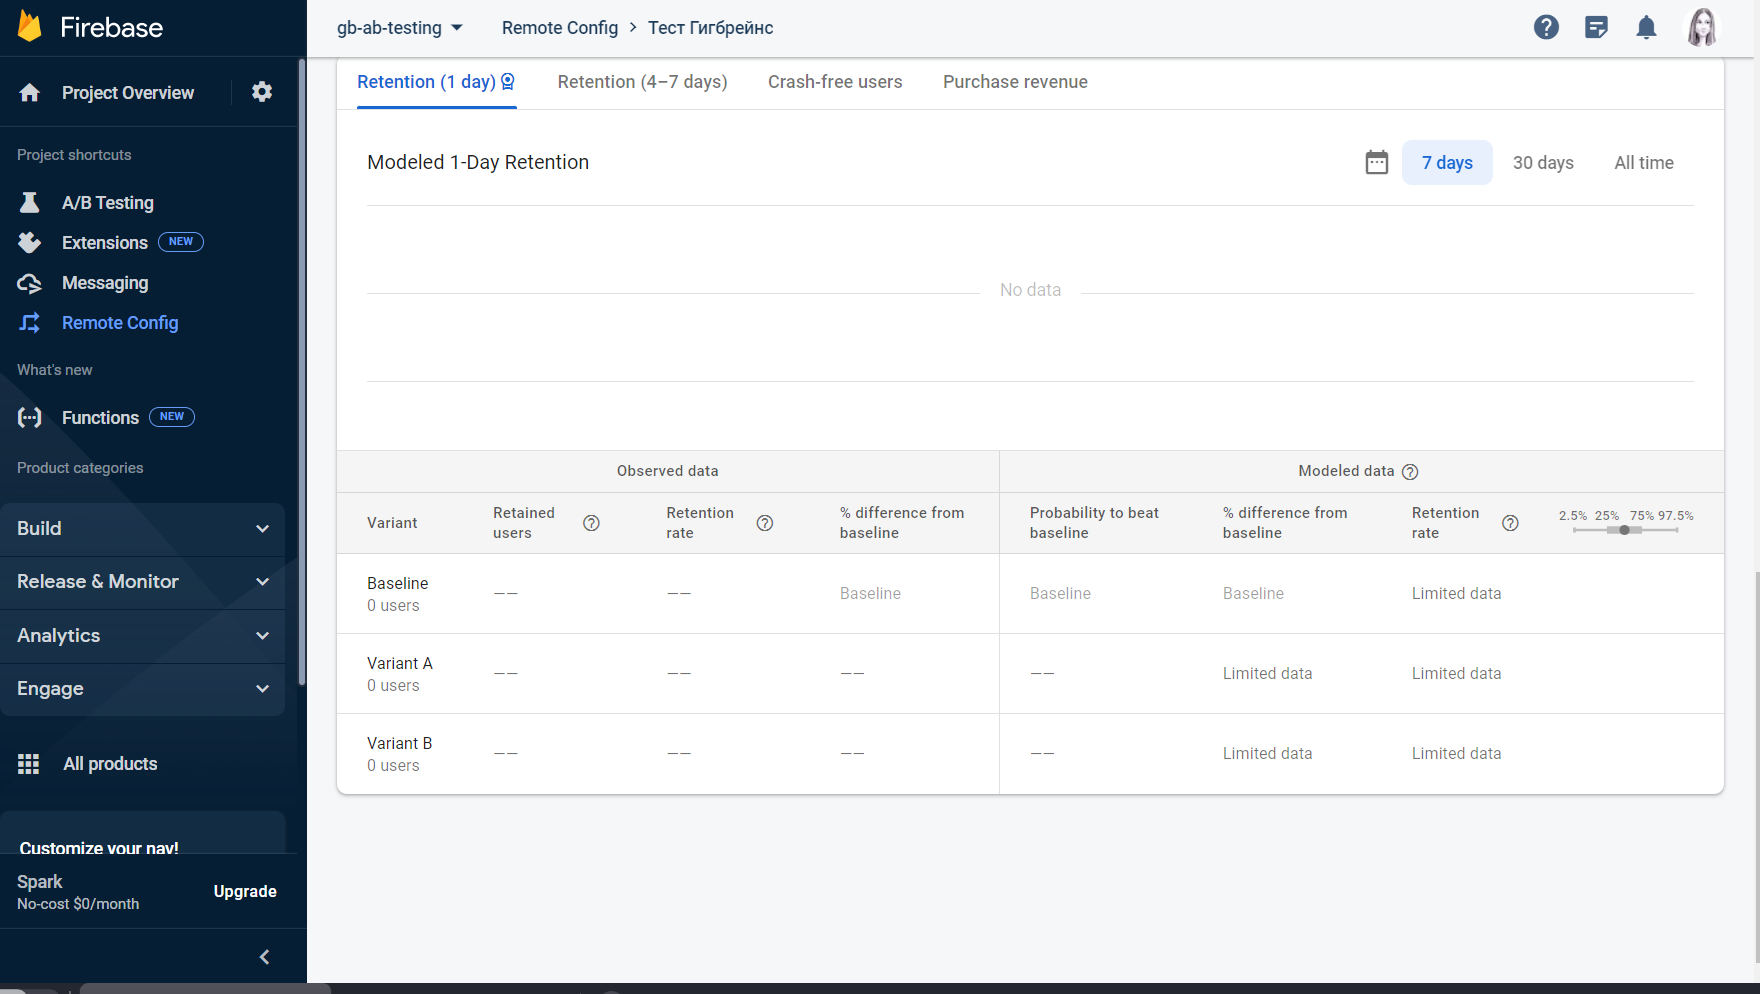 Firebase
gb-ab-testing
Remote Config > Тест Гигбрейнс
Project Overview
Project shortcuts
A/B Testing
Extensions NEW
Messaging
Remote Config
What's new
Functions NEW
Product categories
Build
Release & Monitor
Analytics
Engage
All products
Customize your nav!
Spark
No-cost $0/month
Upgrade
Retention (1 day)
Retention (4–7 days)
Crash-free users
Purchase revenue
Modeled 1-Day Retention
7 days
30 days
All time
No data
Observed data
Modeled data
Variant
Retained users
Retention rate
% difference from baseline
Probability to beat baseline
% difference from baseline
Retention rate
2.5% 25% 75% 97.5%
Baseline
0 users
—— —— Baseline Baseline Baseline Limited data
Variant A
0 users
—— —— —— —— Limited data Limited data
Variant B
0 users
—— —— —— —— Limited data Limited data